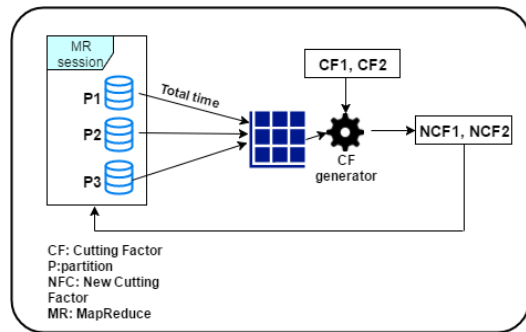 MR
session
P1
P2
P3
Total time
CF1, CF2
CF
generator
NCF1, NCF2
CF: Cutting Factor
P:partition
NFC: New Cutting
Factor
MR: MapReduce